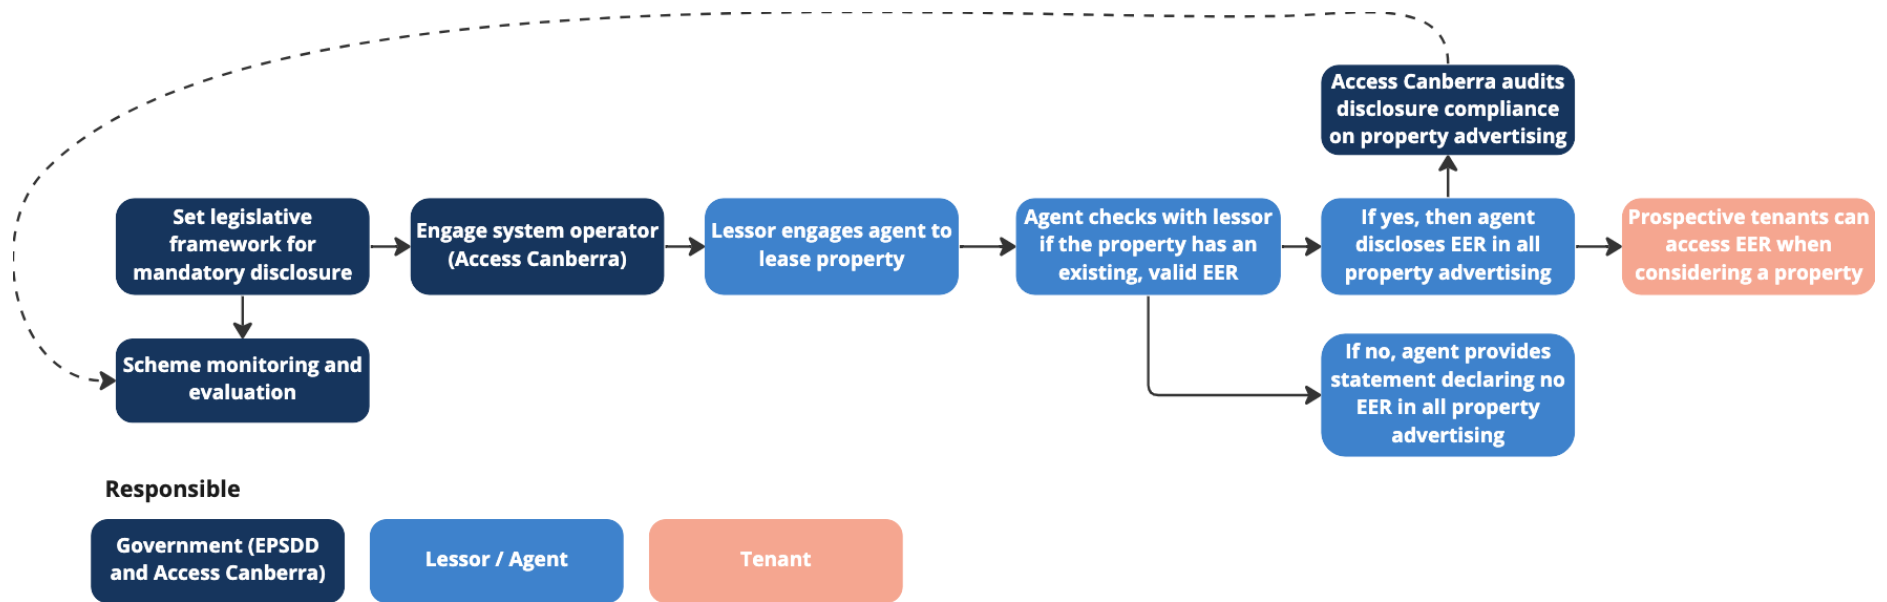 Access Canberra audits
disclosure compliance
on property advertising
Set legislative
framework for
mandatory disclosure
Engage system operator
(Access Canberra)
Lessor engages agent to
lease property
Agent checks with lessor
if the property has an
existing, valid EER
If yes, then agent
discloses EER in all
property advertising
Prospective tenants can
access EER when
considering a property
Scheme monitoring and
evaluation
If no, agent provides
statement declaring no
EER in all property
advertising
Responsible
Government (EPSDD
and Access Canberra)
Lessor / Agent
Tenant